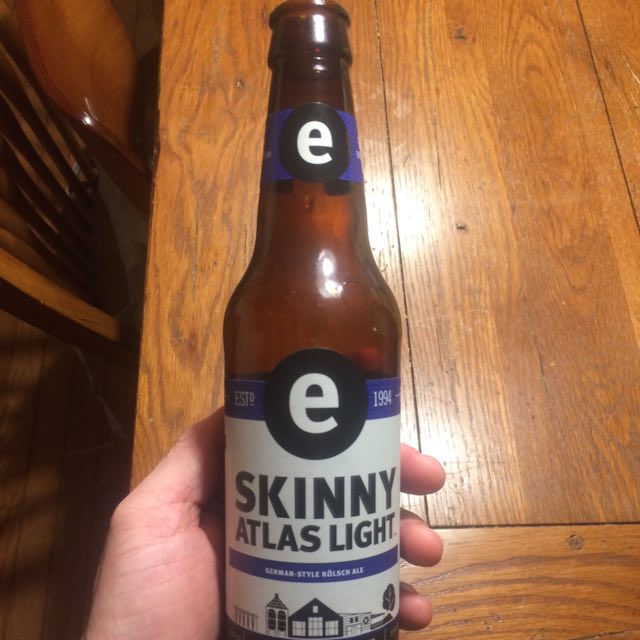 e
e
ESTD 1994
SKINNY
ATLAS LIGHT
GERMAN-STYLE KÖLSCH ALE